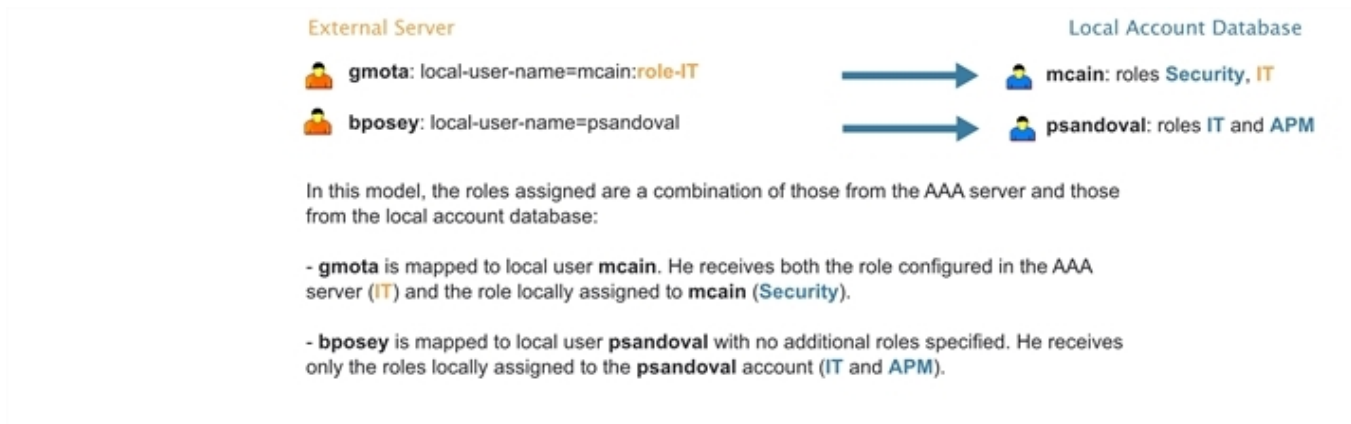 External Server
Local Account Database
gmota: local-user-name=mcain:role-IT
mcain: roles Security, IT
bposey: local-user-name=psandoval
psandoval: roles IT and APM
In this model, the roles assigned are a combination of those from the AAA server and those
from the local account database:
- gmota is mapped to local user mcain. He receives both the role configured in the AAA
server (IT) and the role locally assigned to mcain (Security).
- bposey is mapped to local user psandoval with no additional roles specified. He receives
only the roles locally assigned to the psandoval account (IT and APM).